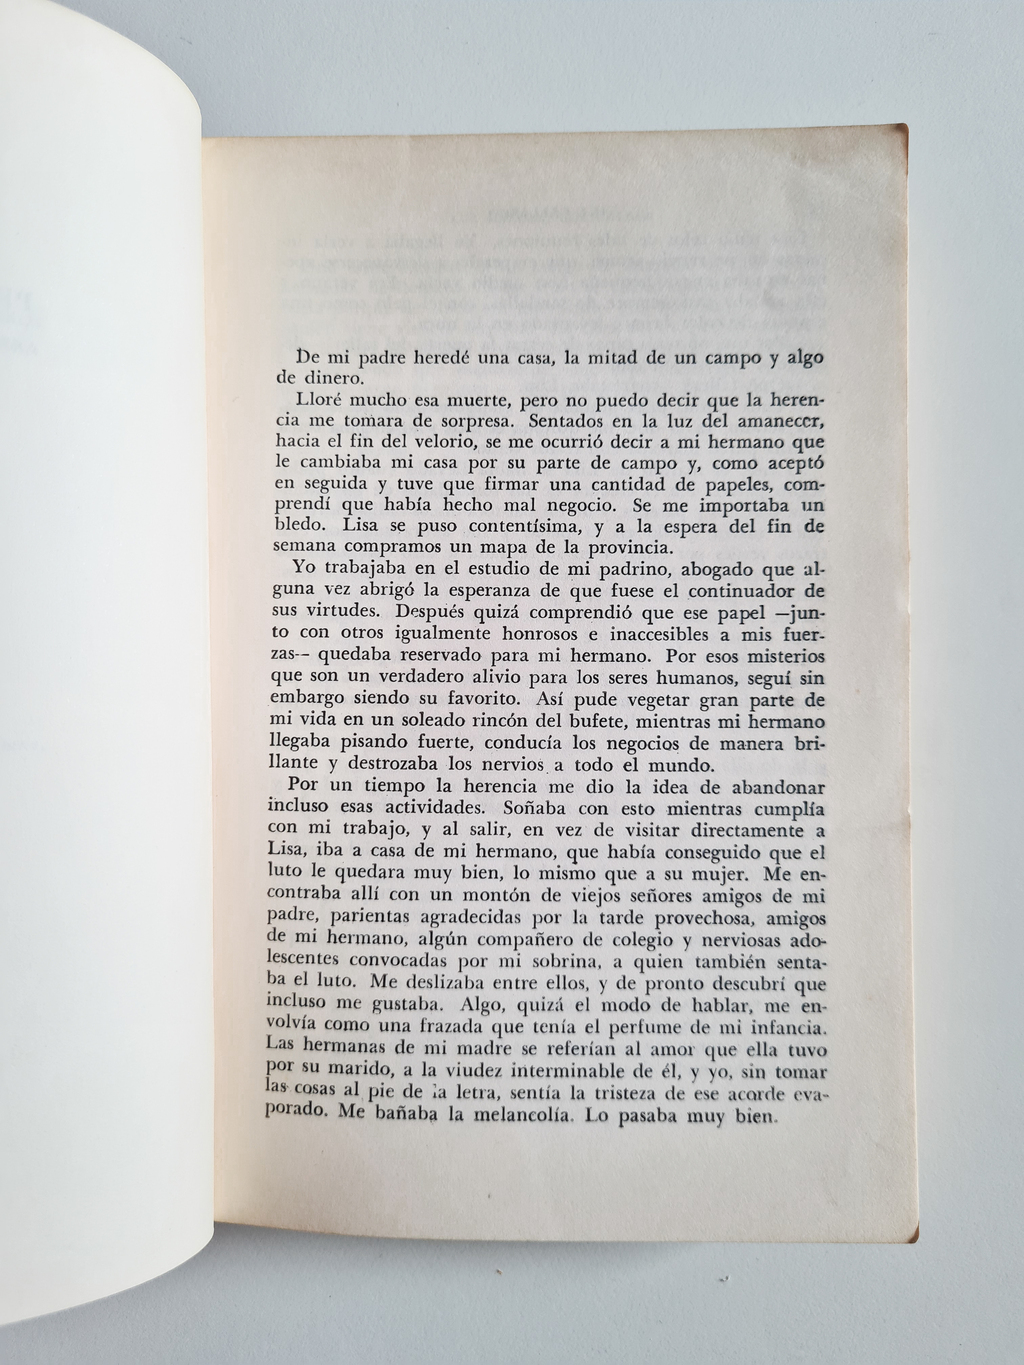 De mi padre heredé una casa, la mitad de un campo y algo
de dinero.
Lloré mucho esa muerte, pero no puedo decir que la heren-
cia me tomara de sorpresa. Sentados en la luz del amanecer,
hacia el fin del velorio, se me ocurrió decir a mi hermano que
le cambiaba mi casa por su parte de campo y, como aceptó
en seguida y tuve que firmar una cantidad de papeles, com-
prendí que había hecho mal negocio. Se me importaba un
bledo. Lisa se puso contentísima, y a la espera del fin de
semana compramos un mapa de la provincia.
Yo trabajaba en el estudio de mi padrino, abogado que al-
guna vez abrigó la esperanza de que fuese el continuador de
sus virtudes. Después quizá comprendió que ese papel —jun-
to con otros igualmente honrosos e inaccesibles a mis fuer-
zas-- quedaba reservado para mi hermano. Por esos misterios
que son un verdadero alivio para los seres humanos, seguí sin
embargo siendo su favorito. Así pude vegetar gran parte de
mi vida en un soleado rincón del bufete, mientras mi hermano
llegaba pisando fuerte, conducía los negocios de manera bri-
llante y destrozaba los nervios a todo el mundo.
Por un tiempo la herencia me dio la idea de abandonar
incluso esas actividades. Soñaba con esto mientras cumplía
con mi trabajo, y al salir, en vez de visitar directamente a
Lisa, iba a casa de mi hermano, que había conseguido que el
luto le quedara muy bien, lo mismo que a su mujer. Me en-
contraba allí con un montón de viejos señores amigos de mi
padre, parientas agradecidas por la tarde provechosa, amigos
de mi hermano, algún compañero de colegio y nerviosas ado-
lescentes convocadas por mi sobrina, a quien también senta-
ba el luto. Me deslizaba entre ellos, y de pronto descubrí que
incluso me gustaba. Algo, quizá el modo de hablar, me en-
volvía como una frazada que tenía el perfume de mi infancia.
Las hermanas de mi madre se referían al amor que ella tuvo
por su marido, a la viudez interminable de él, y yo, sin tomar
las cosas al pie de la letra, sentía la tristeza de ese acorde eva-
porado. Me bañaba la melancolía. Lo pasaba muy bien.